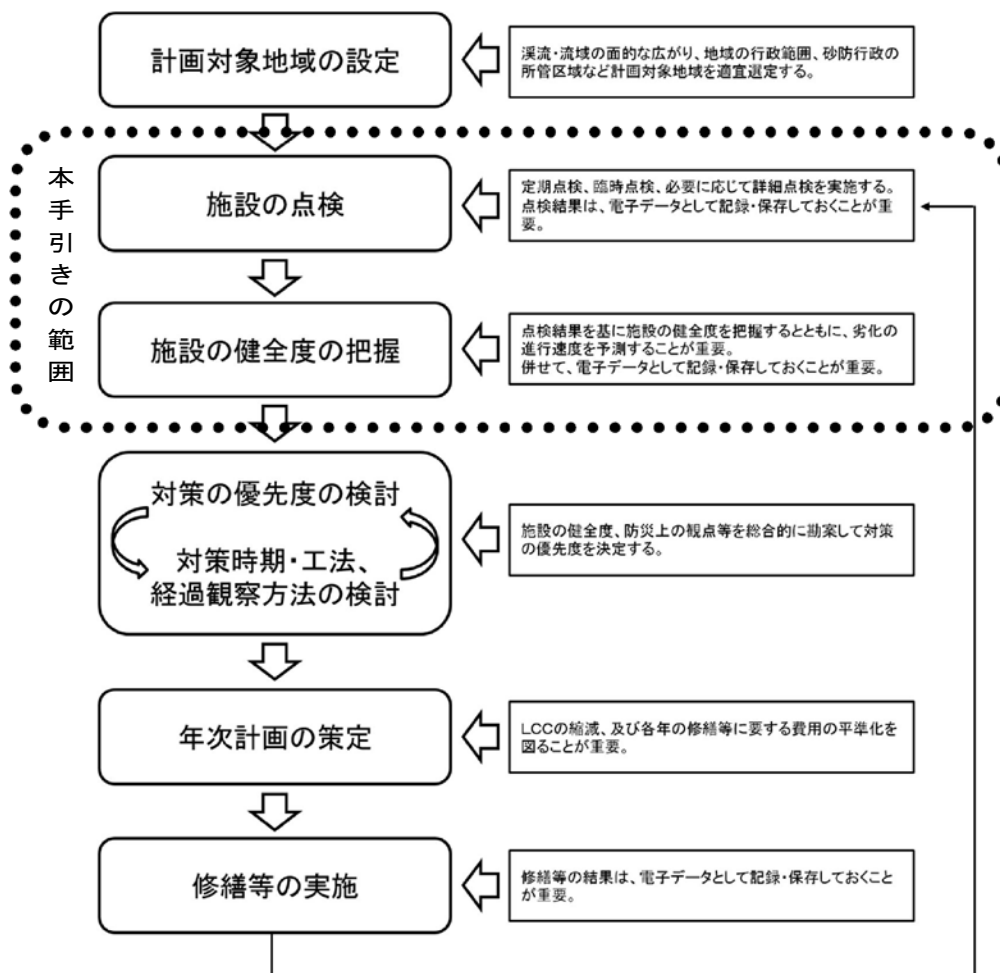 計画対象地域の設定
渓流・流域の面的な広がり、地域の行政範囲、砂防行政の
所管区域など計画対象地域を適宜選定する。
本手引きの範囲
施設の点検
定期点検、臨時点検、必要に応じて詳細点検を実施する。
点検結果は、電子データとして記録・保存しておくことが重
要。
施設の健全度の把握
点検結果を基に施設の健全度を把握するとともに、劣化の
進行速度を予測することが重要。
併せて、電子データとして記録・保存しておくことが重要。
対策の優先度の検討
対策時期・工法、
経過観察方法の検討
施設の健全度、防災上の観点等を総合的に勘案して対策
の優先度を決定する。
年次計画の策定
LCCの縮減、及び各年の修繕等に要する費用の平準化を
図ることが重要。
修繕等の実施
修繕等の結果は、電子データとして記録・保存しておくこと
が重要。